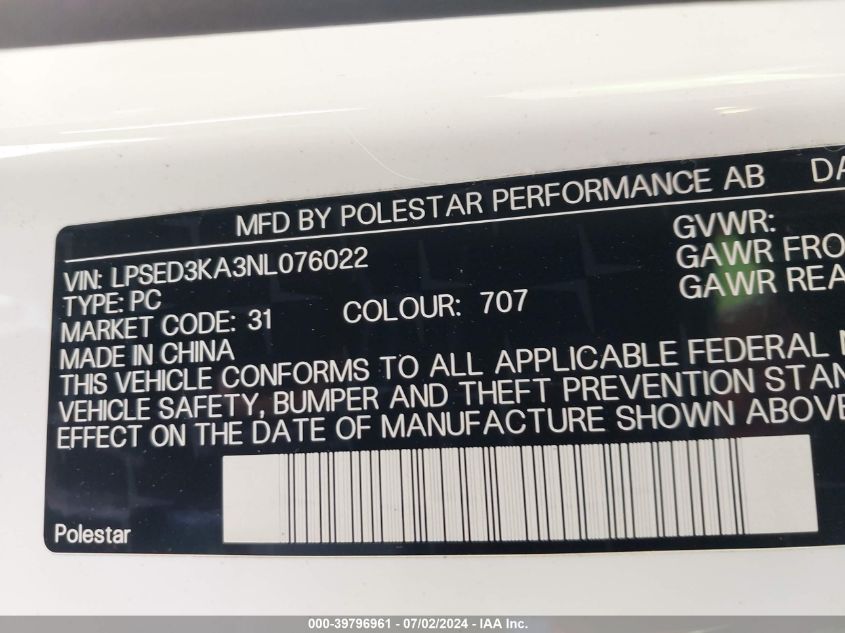 MFD BY POLESTAR PERFORMANCE AB DA
VIN: LPSED3KA3NL076022 GVWR:
TYPE: PC GAWR FRO
MARKET CODE: 31 COLOUR: 707 GAWR REA
MADE IN CHINA
THIS VEHICLE CONFORMS TO ALL APPLICABLE FEDERAL
VEHICLE SAFETY, BUMPER AND THEFT PREVENTION STAN
EFFECT ON THE DATE OF MANUFACTURE SHOWN ABOVE
Polestar
000-39796961 - 07/02/2024 - IAA Inc.